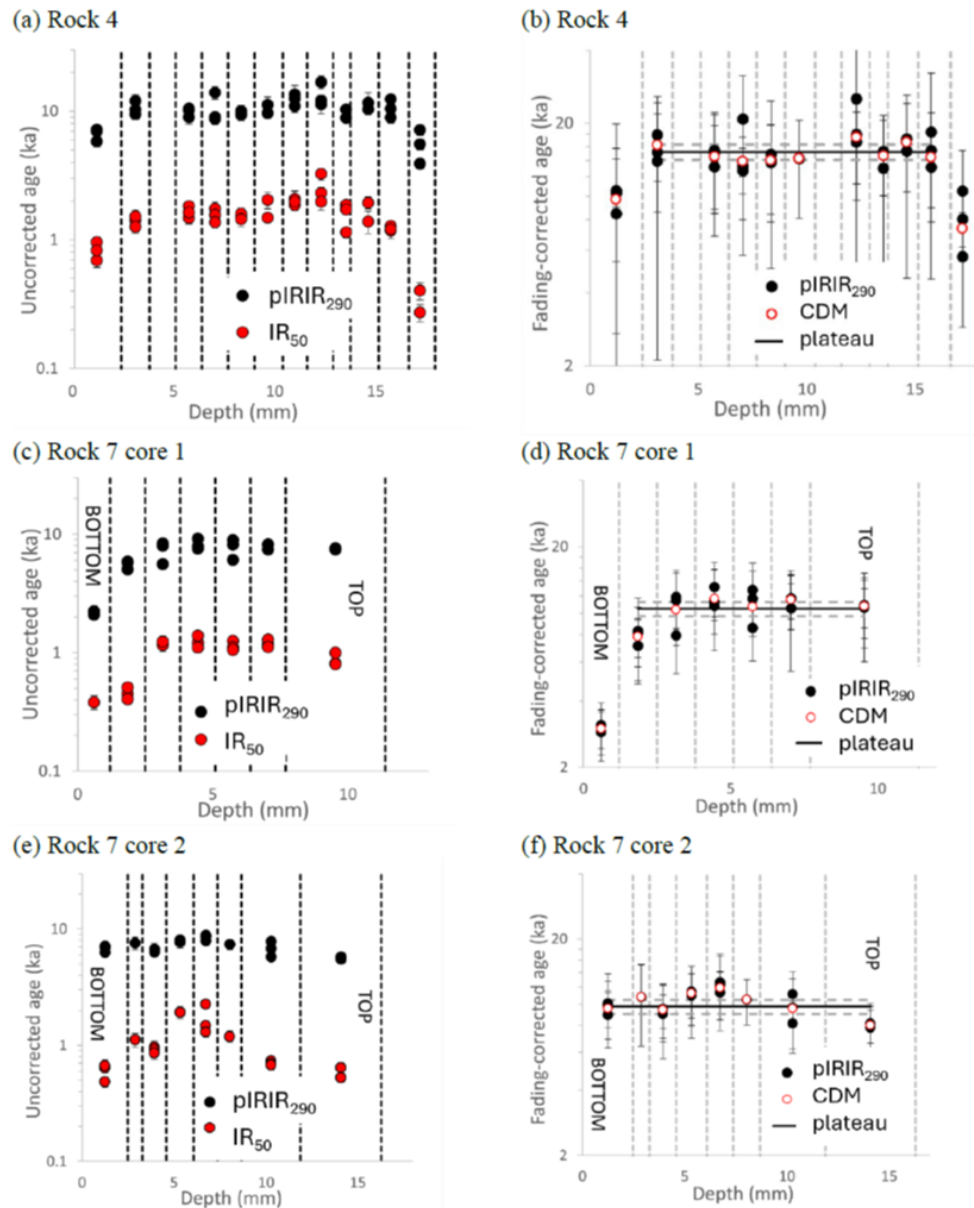 (a) Rock 4
Uncorrected age (ka)
10
1
0.1
pIRIR290
IR50
0 5 10 15
Depth (mm)
(b) Rock 4
Fading-corrected age (ka)
20
2
pIRIR290
CDM
plateau
0 5 10 15
Depth (mm)
(c) Rock 7 core 1
Uncorrected age (ka)
10
1
0.1
BOTTOM
TOP
pIRIR290
IR50
0 5 10
Depth (mm)
(d) Rock 7 core 1
Fading-corrected age (ka)
20
2
BOTTOM
TOP
pIRIR290
CDM
plateau
0 5 10
Depth (mm)
(e) Rock 7 core 2
Uncorrected age (ka)
10
1
0.1
BOTTOM
TOP
pIRIR290
IR50
0 5 10 15
Depth (mm)
(f) Rock 7 core 2
Fading-corrected age (ka)
20
2
BOTTOM
TOP
pIRIR290
CDM
plateau
0 5 10 15
Depth (mm)